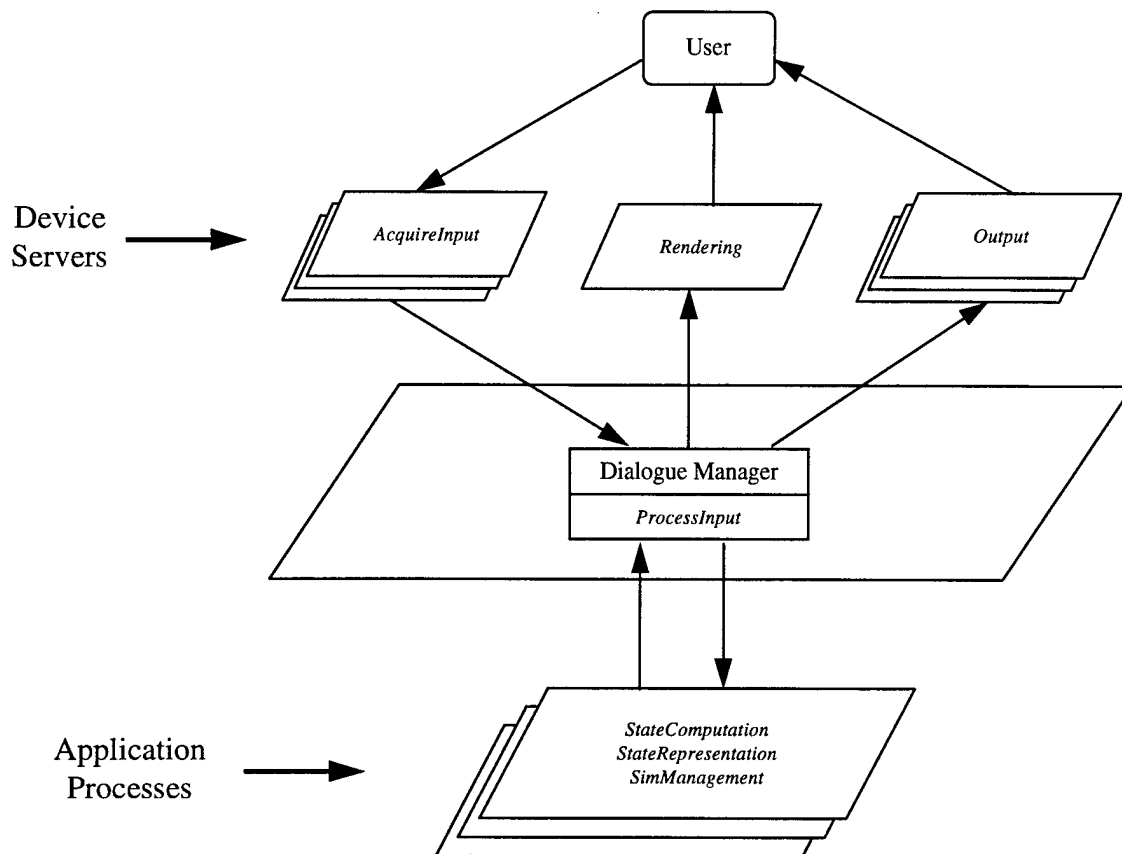 User
Device
Servers
AcquireInput
Rendering
Output
Dialogue Manager
ProcessInput
Application
Processes
StateComputation
StateRepresentation
SimManagement